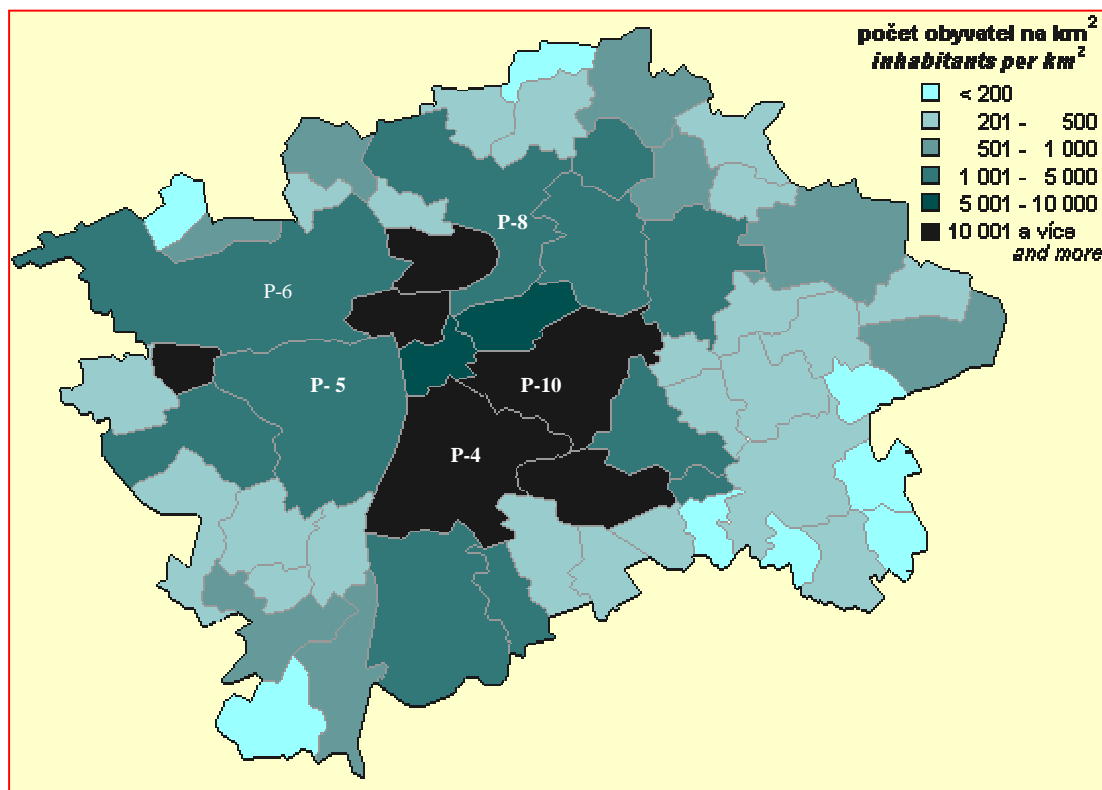 počet obyvatel na km²
inhabitants per km²
< 200
201 - 500
501 - 1 000
1 001 - 5 000
5 001 - 10 000
10 001 a více
and more
P-8
P-6
P- 5
P-10
P-4